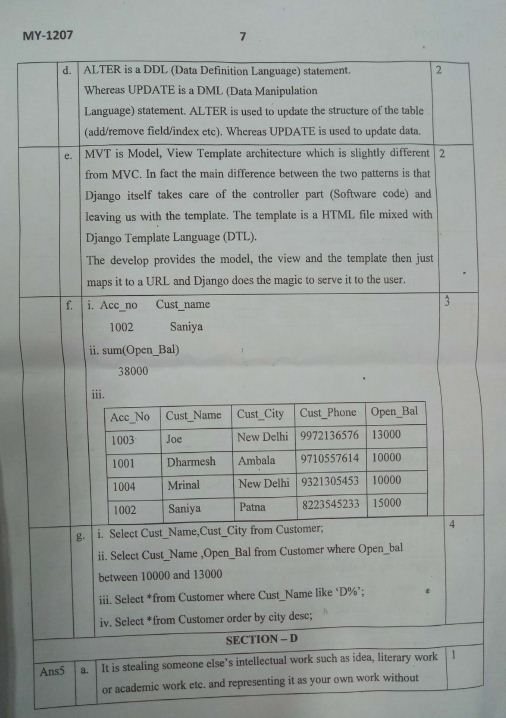 MY-1207
7
d. ALTER is a DDL (Data Definition Language) statement. 2
Whereas UPDATE is a DML (Data Manipulation
Language) statement. ALTER is used to update the structure of the table
(add/remove field/index etc). Whereas UPDATE is used to update data.
e. MVT is Model, View Template architecture which is slightly different 2
from MVC. In fact the main difference between the two patterns is that
Django itself takes care of the controller part (Software code) and
leaving us with the template. The template is a HTML file mixed with
Django Template Language (DTL).
The develop provides the model, the view and the template then just
maps it to a URL and Django does the magic to serve it to the user.
f. i. Acc_no Cust_name 3
1002 Saniya
ii. sum(Open_Bal)
38000
iii.
Acc_No Cust_Name Cust_City Cust_Phone Open_Bal
1003 Joe New Delhi 9972136576 13000
1001 Dharmesh Ambala 9710557614 10000
1004 Mrinal New Delhi 9321305453 10000
1002 Saniya Patna 8223545233 15000
g. i. Select Cust_Name,Cust_City from Customer; 4
ii. Select Cust_Name ,Open_Bal from Customer where Open_bal
between 10000 and 13000
iii. Select *from Customer where Cust_Name like ‘D%’;
iv. Select *from Customer order by city desc;
SECTION – D
Ans5 a. It is stealing someone else's intellectual work such as idea, literary work 1
or academic work etc. and representing it as your own work without